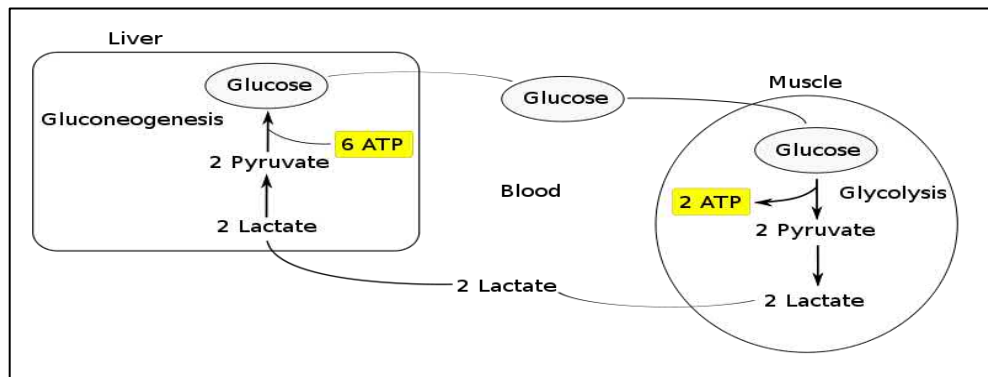 Liver
Glucose
Gluconeogenesis
6 ATP
2 Pyruvate
2 Lactate
Glucose
Blood
2 Lactate
Muscle
Glucose
2 ATP
Glycolysis
2 Pyruvate
2 Lactate